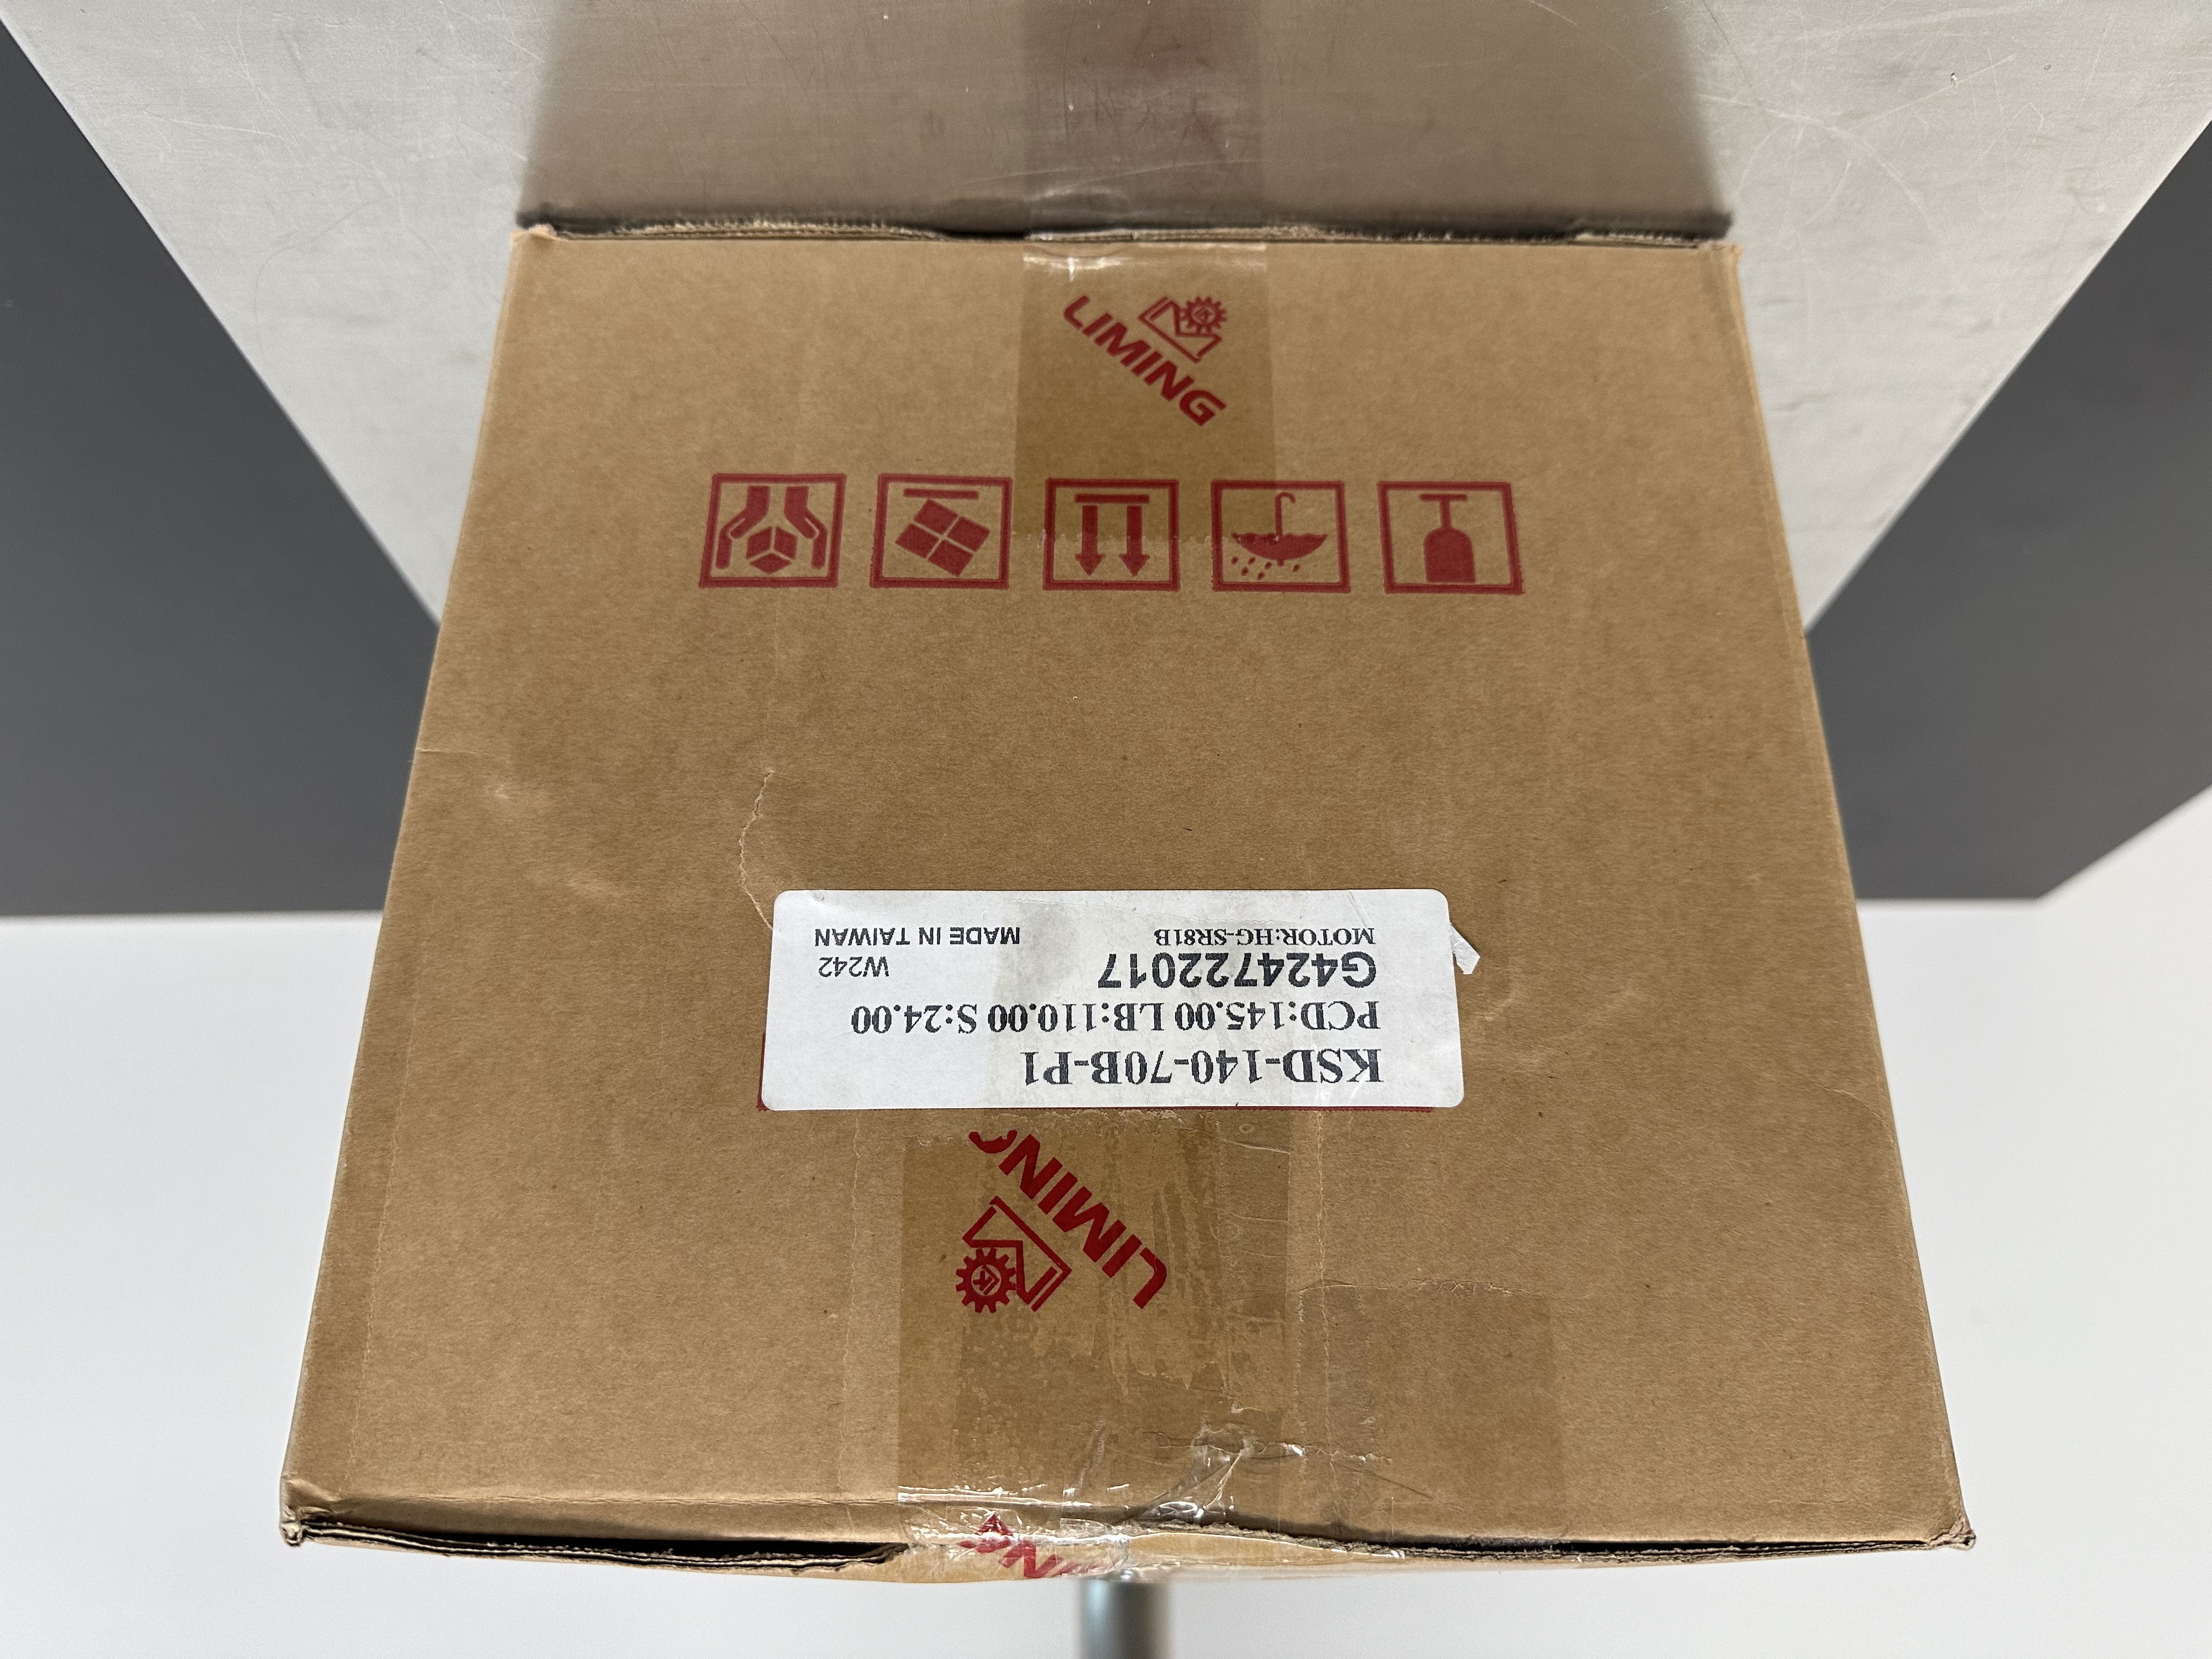 KSD-140-70B-P1
PCD:145.00 LB:110.00 S:24.00
G424722017 W242
MOTOR:HG-SR81B MADE IN TAIWAN
LIMING
LIMING